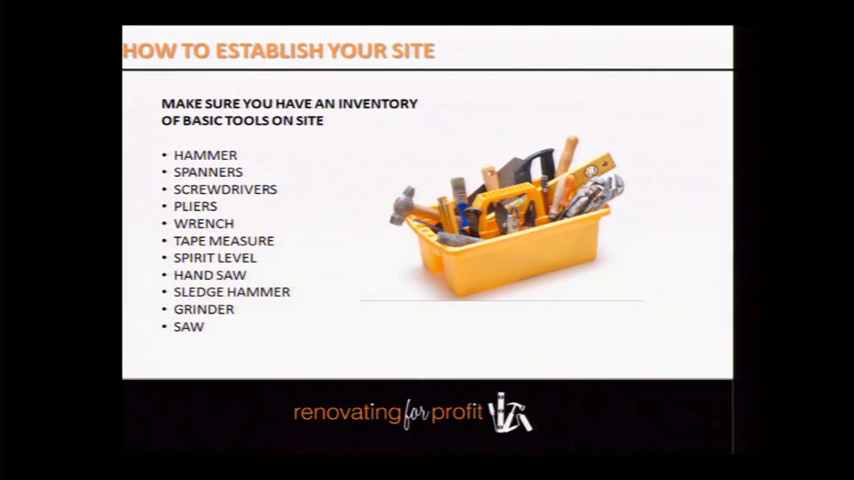 HOW TO ESTABLISH YOUR SITE
MAKE SURE YOU HAVE AN INVENTORY
OF BASIC TOOLS ON SITE
• HAMMER
• SPANNERS
• SCREWDRIVERS
• PLIERS
• WRENCH
• TAPE MEASURE
• SPIRIT LEVEL
• HAND SAW
• SLEDGE HAMMER
• GRINDER
• SAW
renovating for profit